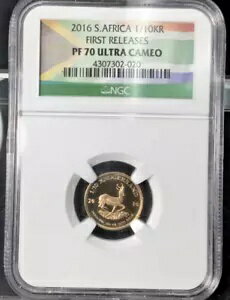 2016 S.AFRICA 1/10KR
FIRST RELEASES
PF 70 ULTRA CAMEO
4307302-020
NGC